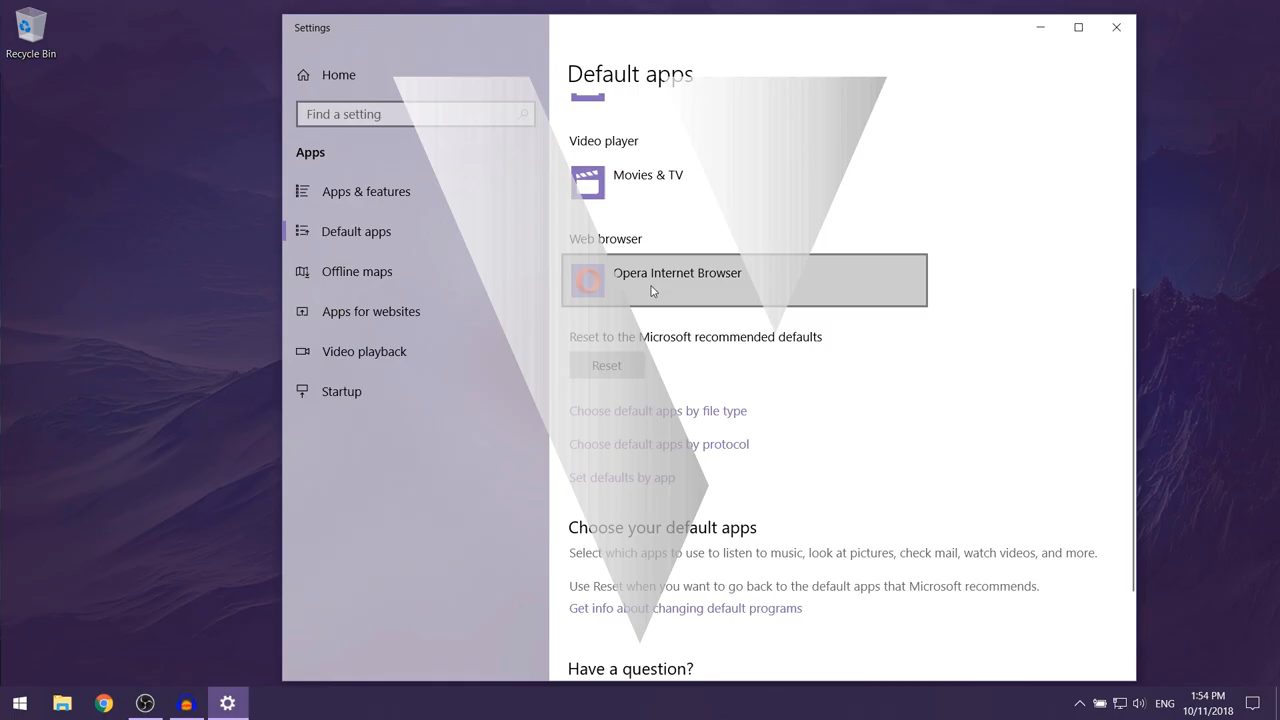 Recycle Bin
Settings
Home
Find a setting
Apps
Apps & features
Default apps
Offline maps
Apps for websites
Video playback
Startup
Default apps
Video player
Movies & TV
Web browser
Opera Internet Browser
Reset to the Microsoft recommended defaults
Reset
Choose default apps by file type
Choose default apps by protocol
Set defaults by app
Choose your default apps
Select which apps to use to listen to music, look at pictures, check mail, watch videos, and more.
Use Reset when you want to go back to the default apps that Microsoft recommends.
Get info about changing default programs
Have a question?
ENG
1:54 PM
10/11/2018